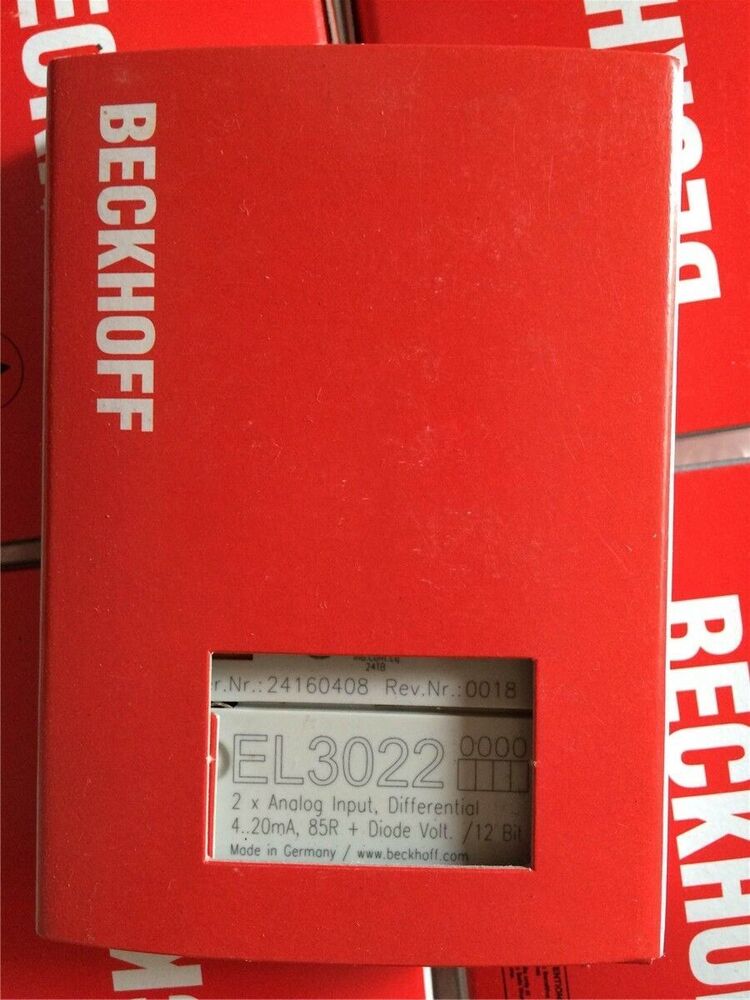 BECKHOFF
2418
r.Nr.:24160408 Rev.Nr.:0018
EL3022 0000
2 x Analog Input, Differential
4..20mA, 85R + Diode Volt. /12 Bit
Made in Germany / www.beckhoff.com
BECKHOFF